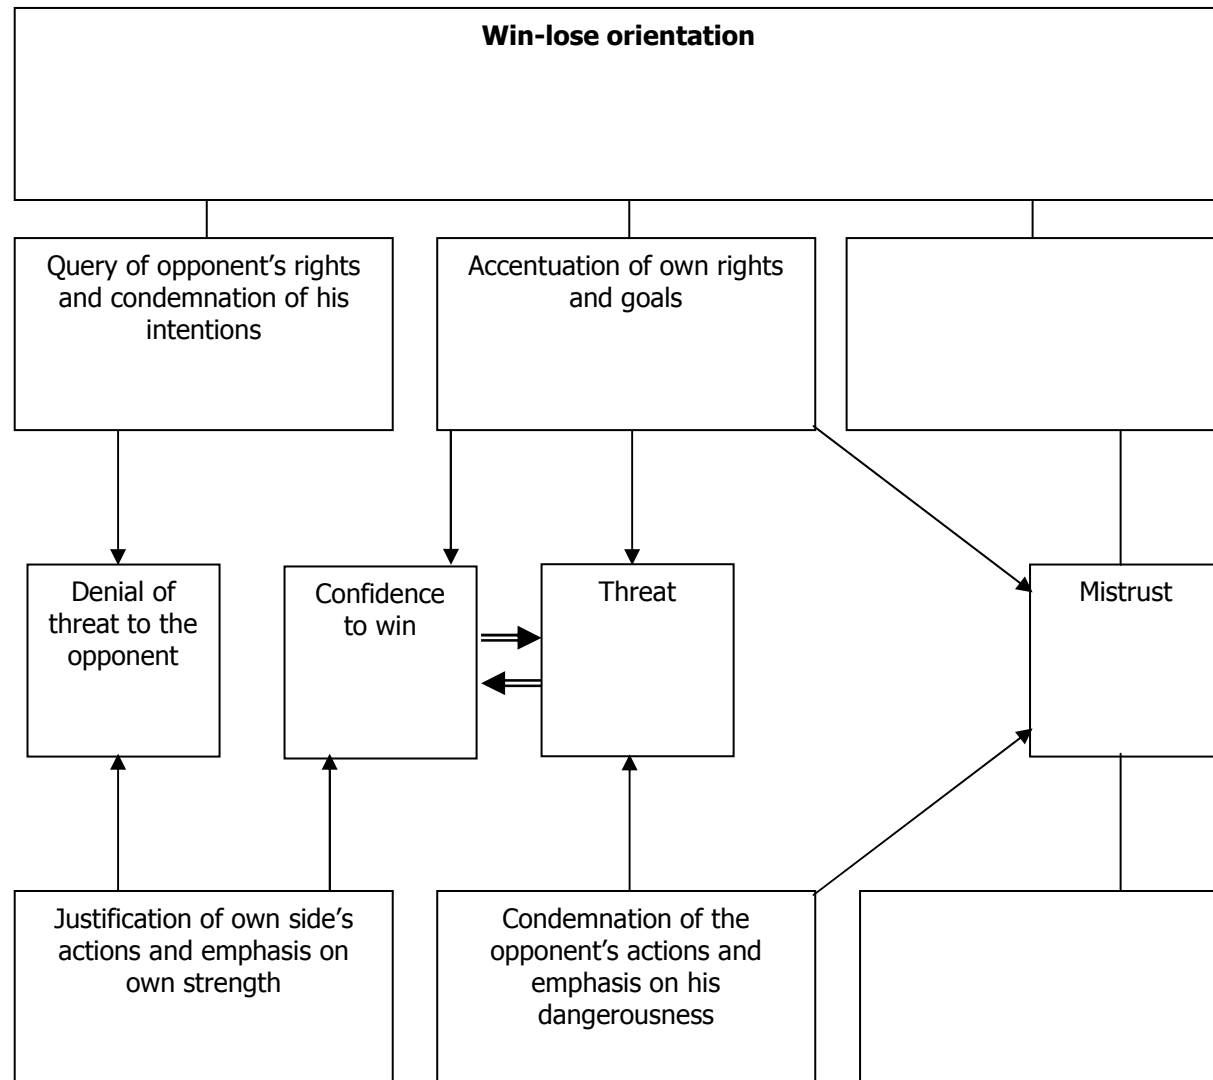 Win-lose orientation
Query of opponent’s rights
and condemnation of his
intentions
Accentuation of own rights
and goals
Denial of
threat to the
opponent
Confidence
to win
Threat
Mistrust
Justification of own side’s
actions and emphasis on
own strength
Condemnation of the
opponent’s actions and
emphasis on his
dangerousness